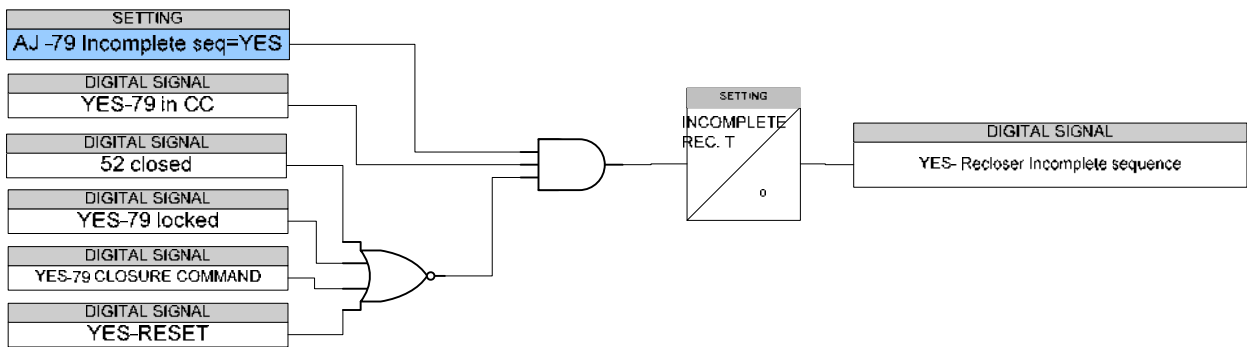 SETTING
AJ -79 Incomplete seq=YES
DIGITAL SIGNAL
YES-79 in CC
DIGITAL SIGNAL
52 closed
DIGITAL SIGNAL
YES-79 locked
DIGITAL SIGNAL
YES-79 CLOSURE COMMAND
DIGITAL SIGNAL
YES-RESET
SETTING
INCOMPLETE
REC. T
0
DIGITAL SIGNAL
YES- Recloser Incomplete sequence